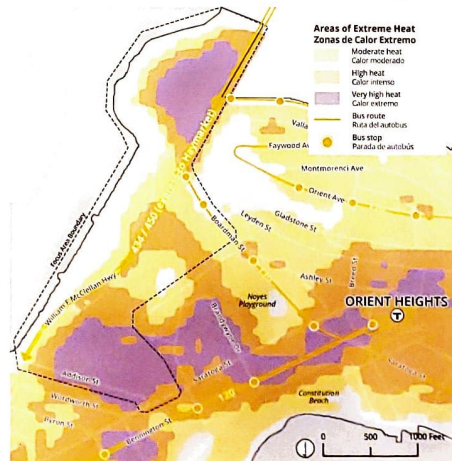 Areas of Extreme Heat
Zonas de Calor Extremo
Moderate heat
Calor moderado
High heat
Calor intenso
Very high heat
Calor extremo
Bus route
Ruta del autobus
Bus stop
Parada de autobús
Faywood Av
Montmorenci Ave
Orient Ave
Gladstone St
Leyden St
Boardman St
Focus Area Boundary
William F McClellan Hwy
Ashley St
Breed St
Noyes
Playground
ORIENT HEIGHTS
T
Saratoga St
Saratoga St
Addison St
Wordsworth St
Byron St
Bennington St
120
Constitution
Beach
0 500 1000 Feet